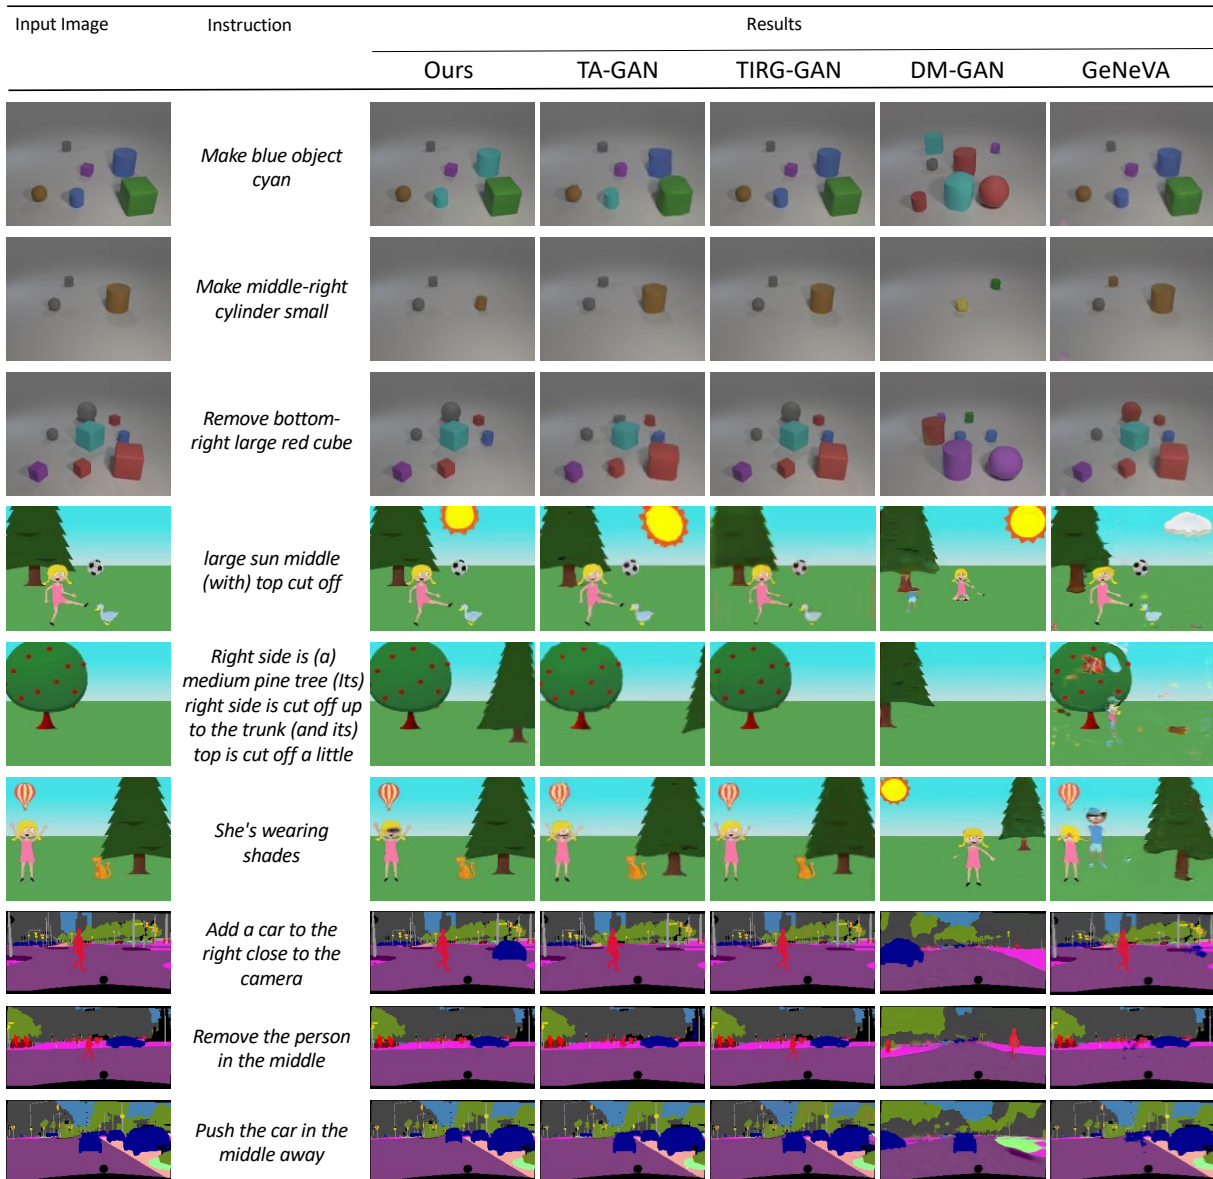 Input Image
Instruction
Results
Ours
TA-GAN
TIRG-GAN
DM-GAN
GeNeVA
Make blue object
cyan
Make middle-right
cylinder small
Remove bottom-
right large red cube
large sun middle
(with) top cut off
Right side is (a)
medium pine tree (Its)
right side is cut off up
to the trunk (and its)
top is cut off a little
She's wearing
shades
Add a car to the
right close to the
camera
Remove the person
in the middle
Push the car in the
middle away